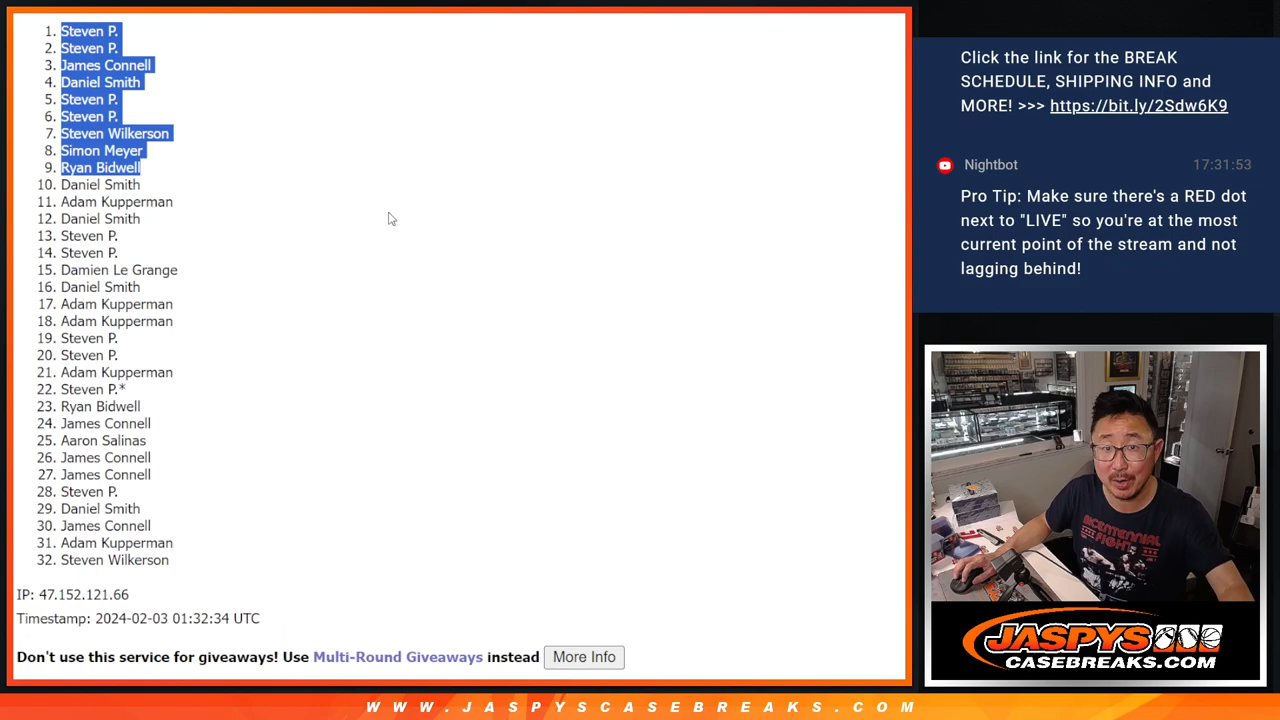 1. Steven P.
2. Steven P.
3. James Connell
4. Daniel Smith
5. Steven P.
6. Steven P.
7. Steven Wilkerson
8. Simon Meyer
9. Ryan Bidwell
10. Daniel Smith
11. Adam Kupperman
12. Daniel Smith
13. Steven P.
14. Steven P.
15. Damien Le Grange
16. Daniel Smith
17. Adam Kupperman
18. Adam Kupperman
19. Steven P.
20. Steven P.
21. Adam Kupperman
22. Steven P.*
23. Ryan Bidwell
24. James Connell
25. Aaron Salinas
26. James Connell
27. James Connell
28. Steven P.
29. Daniel Smith
30. James Connell
31. Adam Kupperman
32. Steven Wilkerson
IP: 47.152.121.66
Timestamp: 2024-02-03 01:32:34 UTC
Don't use this service for giveaways! Use Multi-Round Giveaways instead More Info
Click the link for the BREAK
SCHEDULE, SHIPPING INFO and
MORE! >>> https://bit.ly/2Sdw6K9
Nightbot 17:31:53
Pro Tip: Make sure there's a RED dot
next to "LIVE" so you're at the most
current point of the stream and not
lagging behind!
BICENTENNIAL
FIGHT
JASPYS
CASEBREAKS.COM
WWW.JASPYSCASEBREAKS.COM